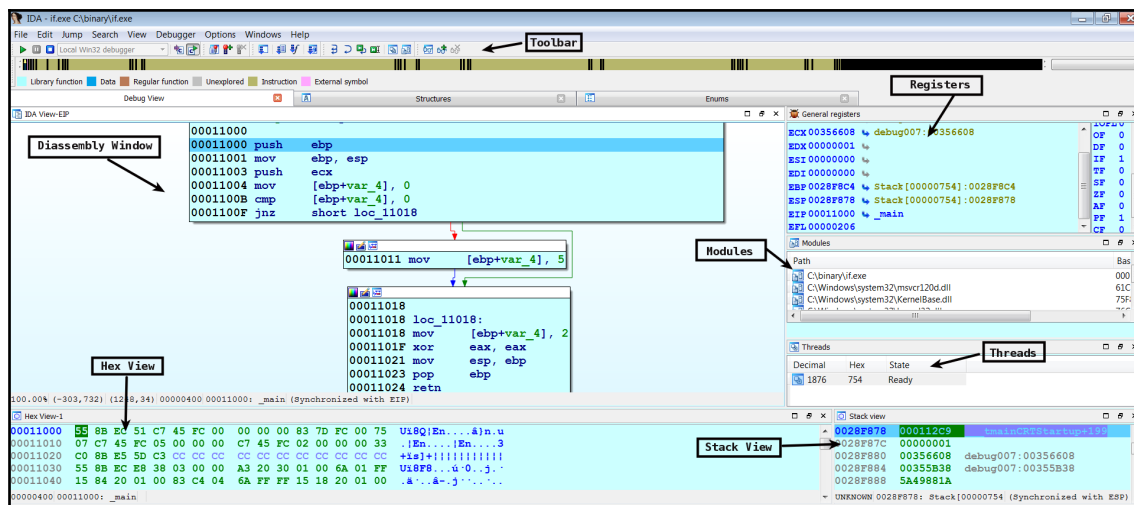 IDA - if.exe C:\binary\if.exe
File Edit Jump Search View Debugger Options Windows Help
Local Win32 debugger
Toolbar
Library function Data Regular function Unexplored Instruction External symbol
Debug View Structures Enums
Registers
IDA View-EIP
General registers
Diassembly Window
00011000
00011000 push ebp
00011001 mov ebp, esp
00011003 push ecx
00011004 mov [ebp+var_4], 0
0001100B cmp [ebp+var_4], 0
0001100F jnz short loc_11018
00011011 mov [ebp+var_4], 5
00011018
00011018 loc_11018:
00011018 mov [ebp+var_4], 2
0001101F xor eax, eax
00011021 mov esp, ebp
00011023 pop ebp
00011024 retn
100.00% (-303,732) (1248,34) 00000400 00011000: _main (Synchronized with EIP)
ECX 00356608 debug007:00356608
EDX 00000001
ESI 00000000
EDI 00000000
EBP 0028F8C4 Stack[00000754]:0028F8C4
ESP 0028F878 Stack[00000754]:0028F878
EIP 00011000 _main
EFL 00000206
OF 0
DF 0
IF 1
TF 0
SF 0
ZF 0
AF 0
PF 1
CF 0
Modules
Modules
Path Bas
C:\binary\if.exe 000
C:\Windows\system32\msvcr120d.dll 61C
C:\Windows\system32\KernelBase.dll 75F
Threads
Threads
Decimal Hex State
1876 754 Ready
Hex View
Hex View-1
00011000 55 8B EC 51 C7 45 FC 00 00 00 00 83 7D FC 00 75
00011010 07 C7 45 FC 05 00 00 00 C7 45 FC 02 00 00 00 33
00011020 C0 8B E5 5D C3 CC CC CC CC CC CC CC CC CC CC CC
00011030 55 8B EC E8 38 03 00 00 A3 20 30 01 00 6A 01 FF
00011040 15 84 20 01 00 83 C4 04 6A FF FF 15 18 20 01 00
00000400 00011000: _main
Stack View
Stack view
0028F878 000112C9 tmainCRTStartup+199
0028F87C 00000001
0028F880 00356608 debug007:00356608
0028F884 00355B38 debug007:00355B38
0028F888 5A49881A
UNKNOWN 0028F878: Stack[00000754] (Synchronized with ESP)